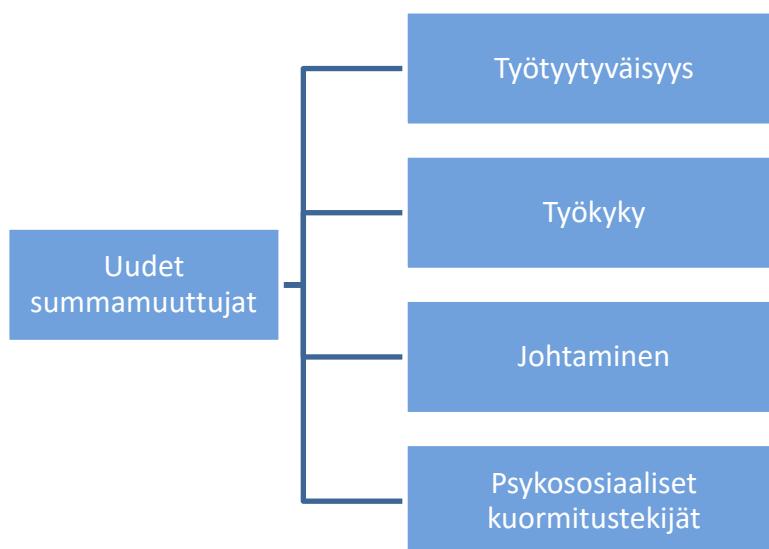 Uudet
summamuuttujat
Työtyytyväisyys
Työkyky
Johtaminen
Psykososiaaliset
kuormitustekijät